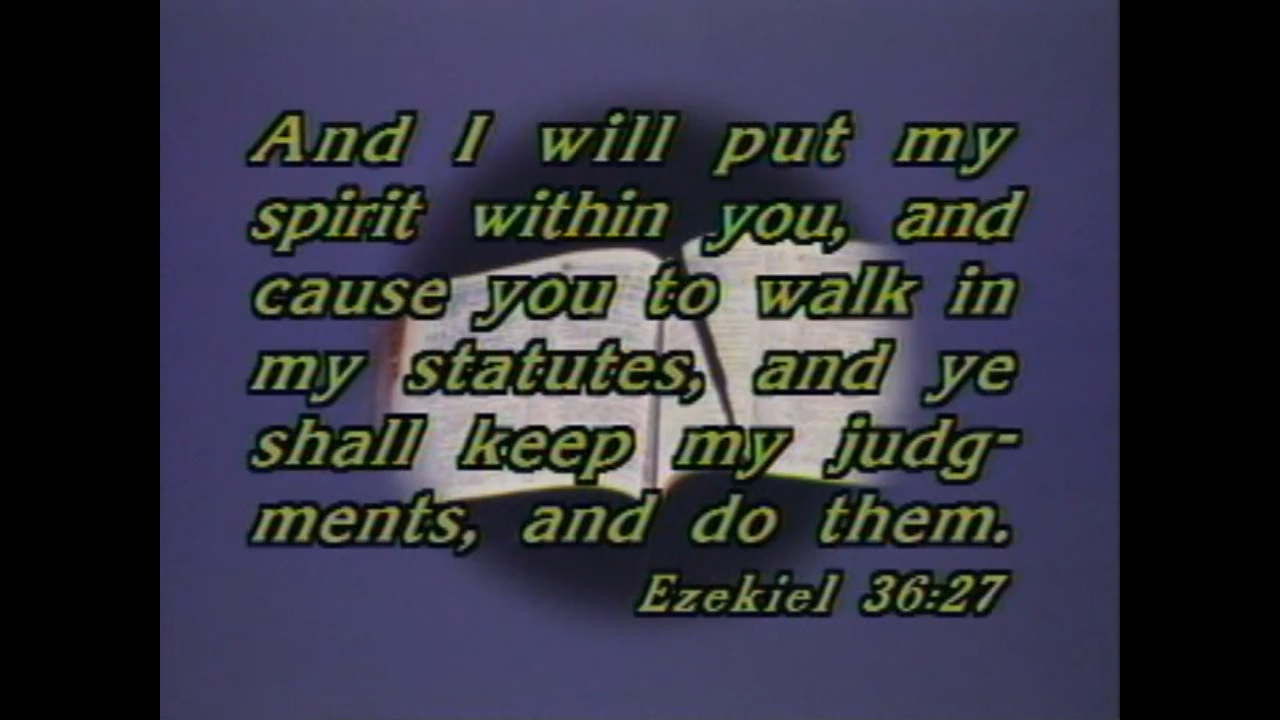 And I will put my
spirit within you, and
cause you to walk in
my statutes, and ye
shall keep my judg-
ments, and do them.
Ezekiel 36:27